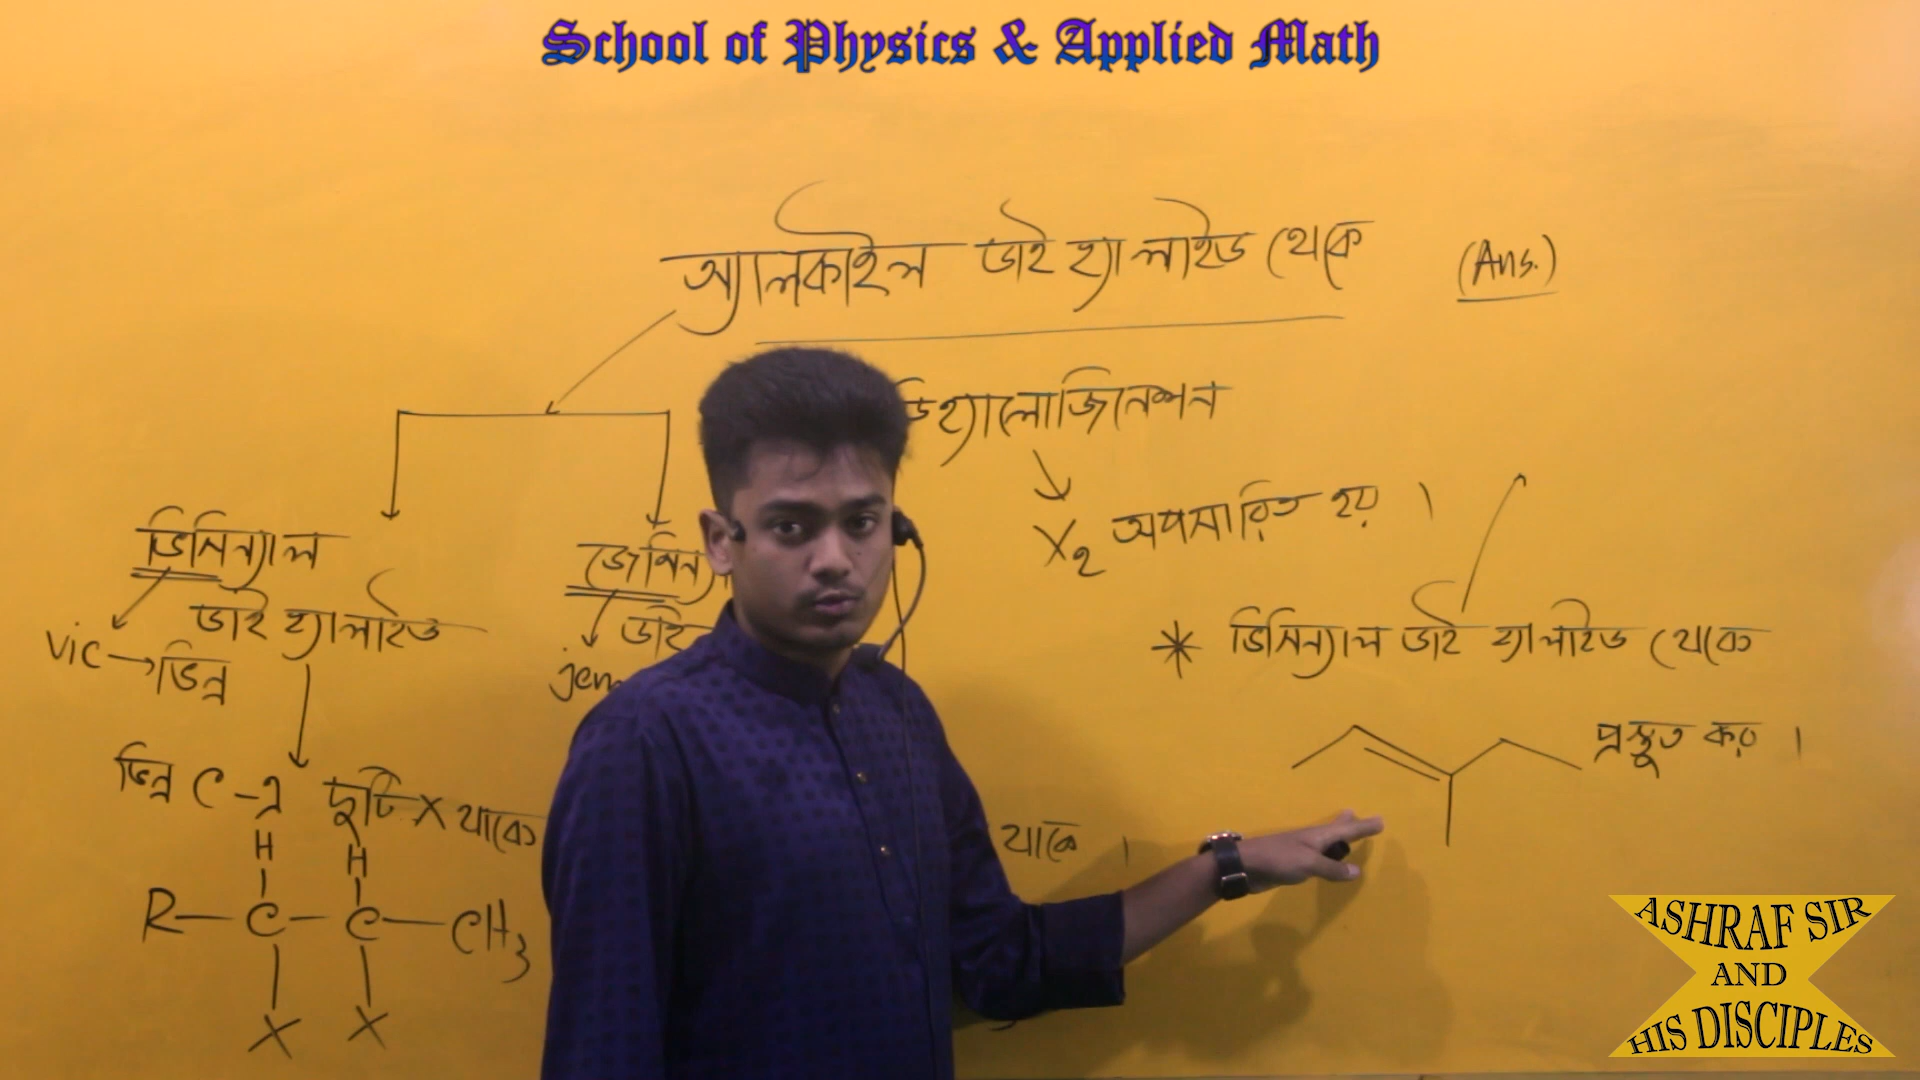 School of Physics & Applied Math
অ্যালকাইল ডাই হ্যালাইড থেকে (Ans.)
ডিহ্যালোজিনেশন
X2 অপসারিত হয় ।
ভিসিন্যাল
ডাই হ্যালাইড
vic → ভিন্ন
ডাই
jem
* ভিসিন্যাল ডাই হ্যালাইড থেকে
প্রস্তুত কর ।
ভিন্ন C-এ দুটি X থাকে
থাকে ।
H H
R-C-C-CH3
X X
ASHRAF SIR
AND
HIS DISCIPLES